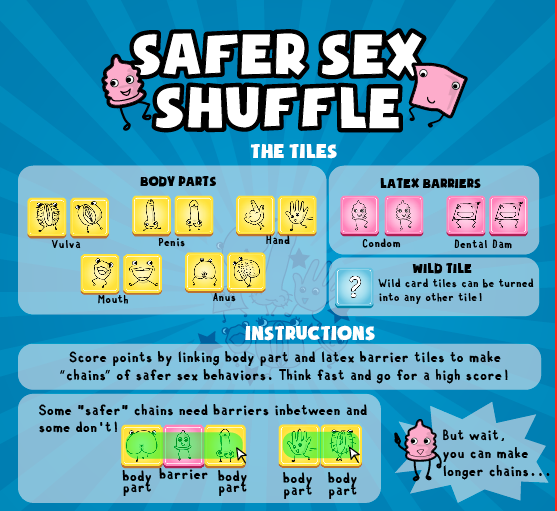 SAFER SEX
SHUFFLE
THE TILES
BODY PARTS
Vulva
Penis
Hand
Mouth
Anus
LATEX BARRIERS
Condom
Dental Dam
WILD TILE
?
Wild card tiles can be turned
into any other tile!
INSTRUCTIONS
Score points by linking body part and latex barrier tiles to make
"chains" of safer sex behaviors. Think fast and go for a high score!
Some "safer" chains need barriers inbetween and
some don't!
body
part
barrier
body
part
body
part
body
part
But wait,
you can make
longer chains...